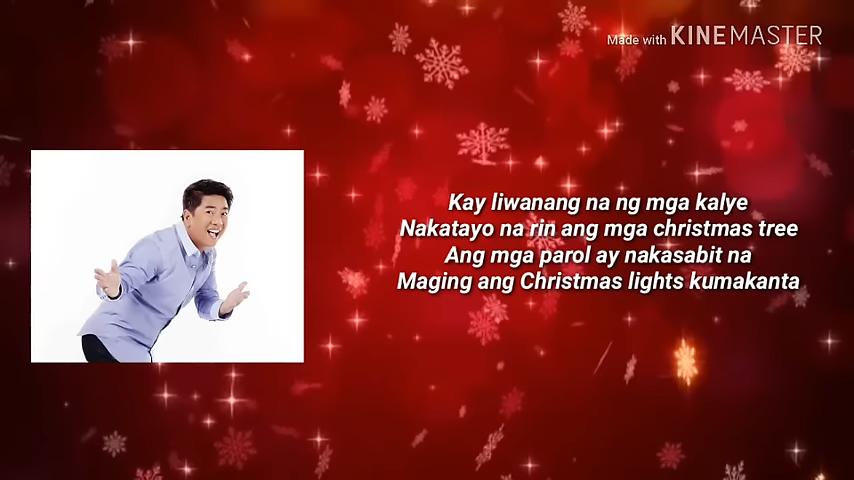 Made with KINEMASTER
Kay liwanang na ng mga kalye
Nakatayo na rin ang mga christmas tree
Ang mga parol ay nakasabit na
Maging ang Christmas lights kumakanta